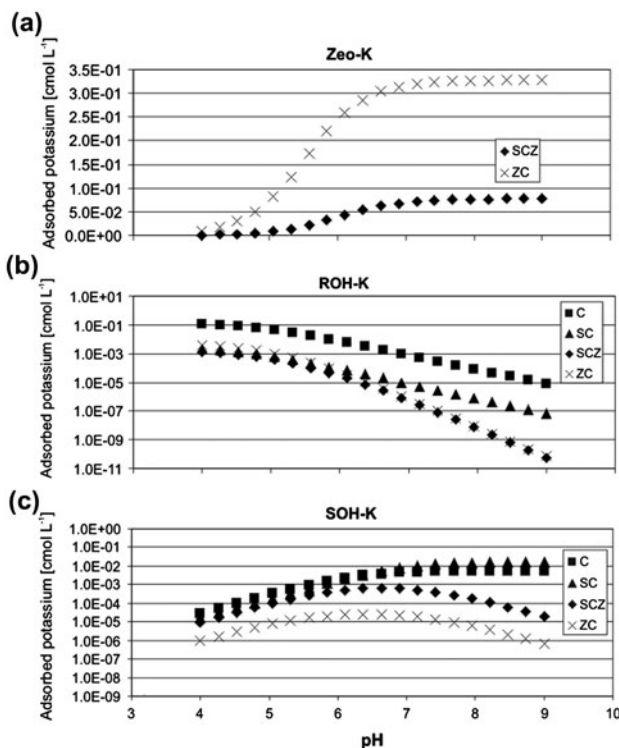 (a)
Zeo-K
Adsorbed potassium [cmol L⁻¹]
3.5E-01
3.0E-01
2.5E-01
2.0E-01
1.5E-01
1.0E-01
5.0E-02
0.0E+00
SCZ
ZC
(b)
ROH-K
Adsorbed potassium [cmol L⁻¹]
1.0E+01
1.0E-01
1.0E-03
1.0E-05
1.0E-07
1.0E-09
1.0E-11
C
SC
SCZ
ZC
(c)
SOH-K
Adsorbed potassium [cmol L⁻¹]
1.0E+00
1.0E-01
1.0E-02
1.0E-03
1.0E-04
1.0E-05
1.0E-06
1.0E-07
1.0E-08
1.0E-09
C
SC
SCZ
ZC
3 4 5 6 7 8 9 10
pH